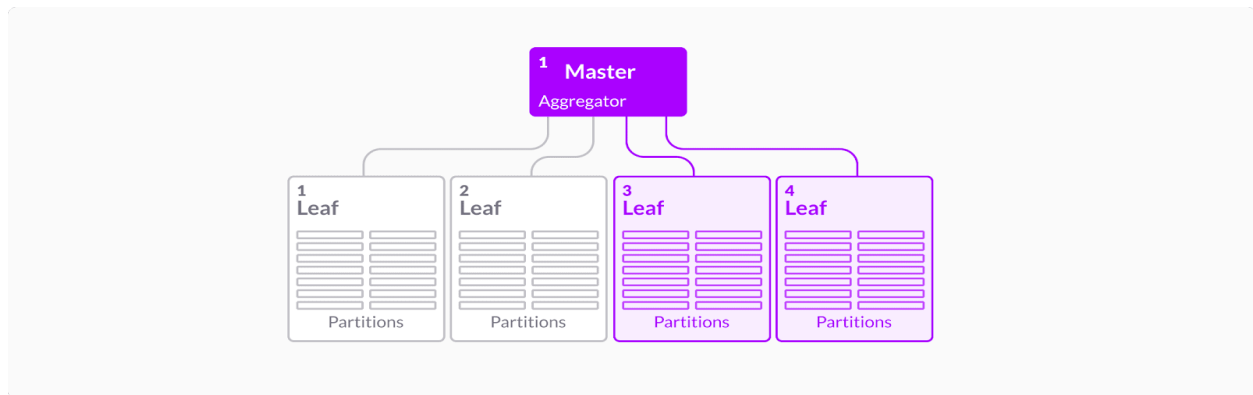 1 Master
Aggregator
1
Leaf
Partitions
2
Leaf
Partitions
3
Leaf
Partitions
4
Leaf
Partitions